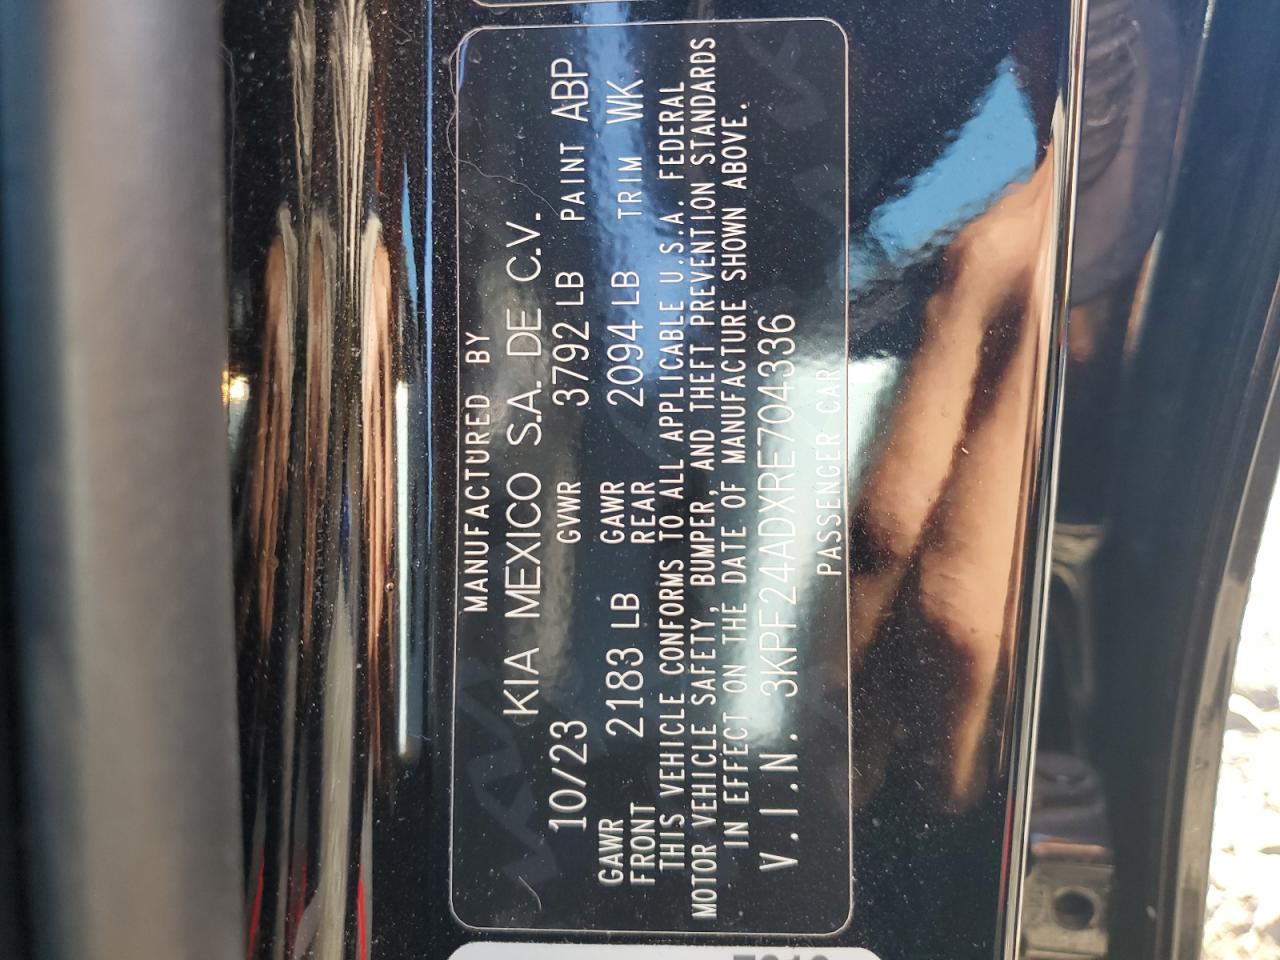 MANUFACTURED BY
KIA MEXICO S.A. DE C.V.
10/23 GVWR 3792 LB PAINT ABP
GAWR FRONT 2183 LB GAWR REAR 2094 LB TRIM WK
THIS VEHICLE CONFORMS TO ALL APPLICABLE U.S.A. FEDERAL
MOTOR VEHICLE SAFETY, BUMPER, AND THEFT PREVENTION STANDARDS
IN EFFECT ON THE DATE OF MANUFACTURE SHOWN ABOVE.
V.I.N. 3KPF24ADXRE704336
PASSENGER CAR